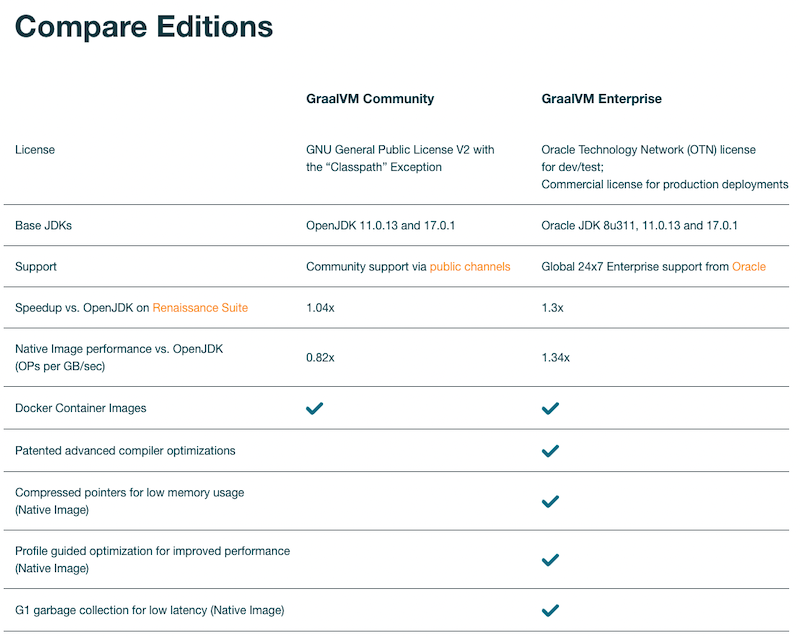 Compare Editions
GraalVM Community
GraalVM Enterprise
License
GNU General Public License V2 with
the “Classpath” Exception
Oracle Technology Network (OTN) license
for dev/test;
Commercial license for production deployments
Base JDKs
OpenJDK 11.0.13 and 17.0.1
Oracle JDK 8u311, 11.0.13 and 17.0.1
Support
Community support via public channels
Global 24x7 Enterprise support from Oracle
Speedup vs. OpenJDK on Renaissance Suite
1.04x
1.3x
Native Image performance vs. OpenJDK
(OPs per GB/sec)
0.82x
1.34x
Docker Container Images
Patented advanced compiler optimizations
Compressed pointers for low memory usage
(Native Image)
Profile guided optimization for improved performance
(Native Image)
G1 garbage collection for low latency (Native Image)